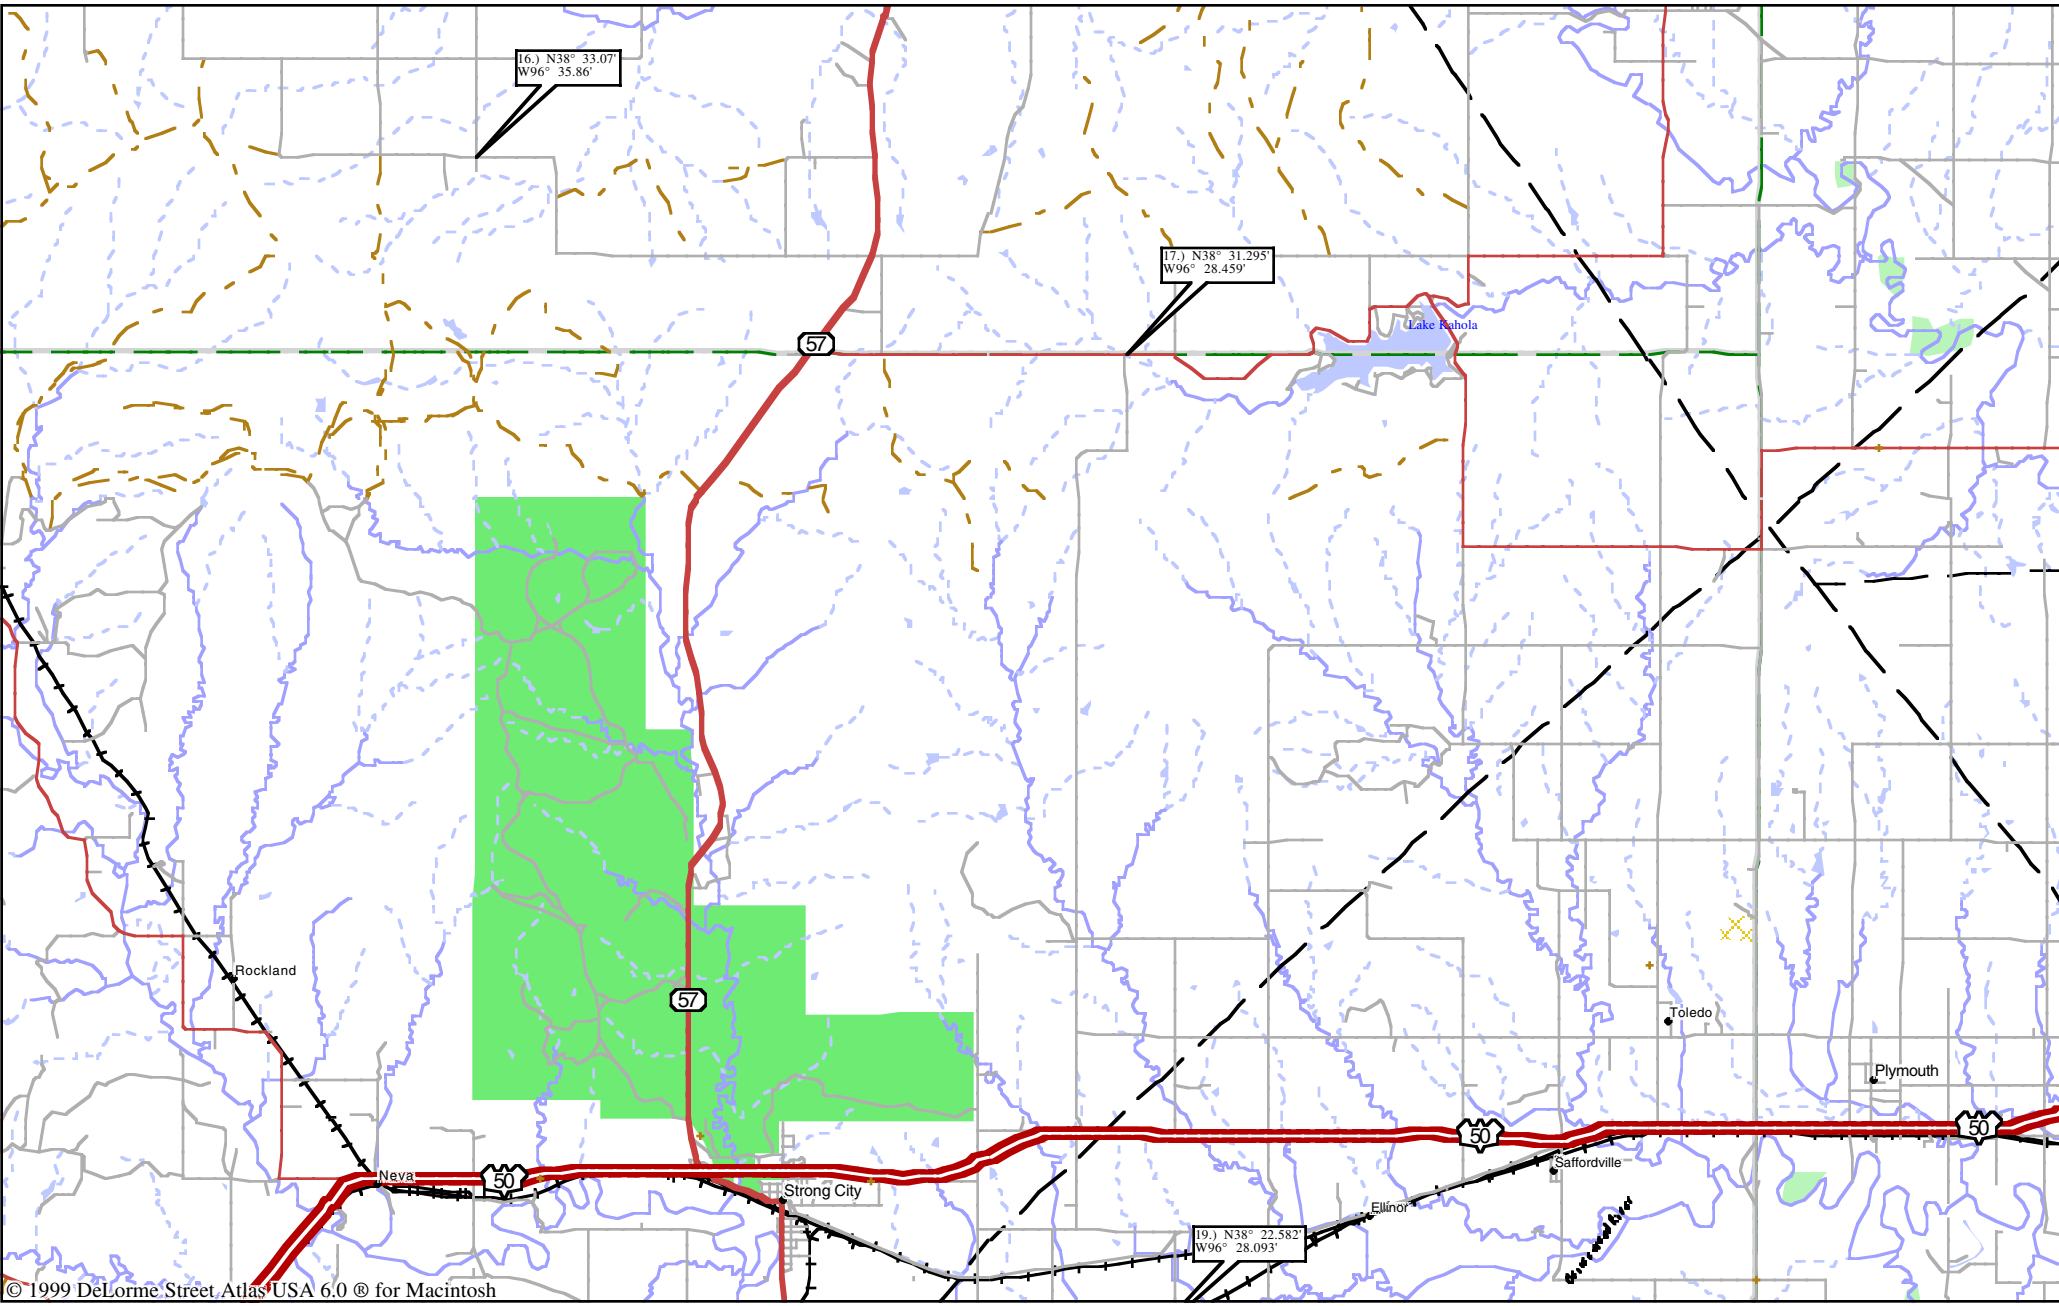 16.) N38° 33.07'
W96° 35.86'
17.) N38° 31.295'
W96° 28.459'
Lake Kahola
57
Rockland
57
Toledo
Plymouth
50
50
Saffordville
Neva
50
Strong City
Ellinor
19.) N38° 22.582'
W96° 28.093'
© 1999 DeLorme Street Atlas USA 6.0 ® for Macintosh